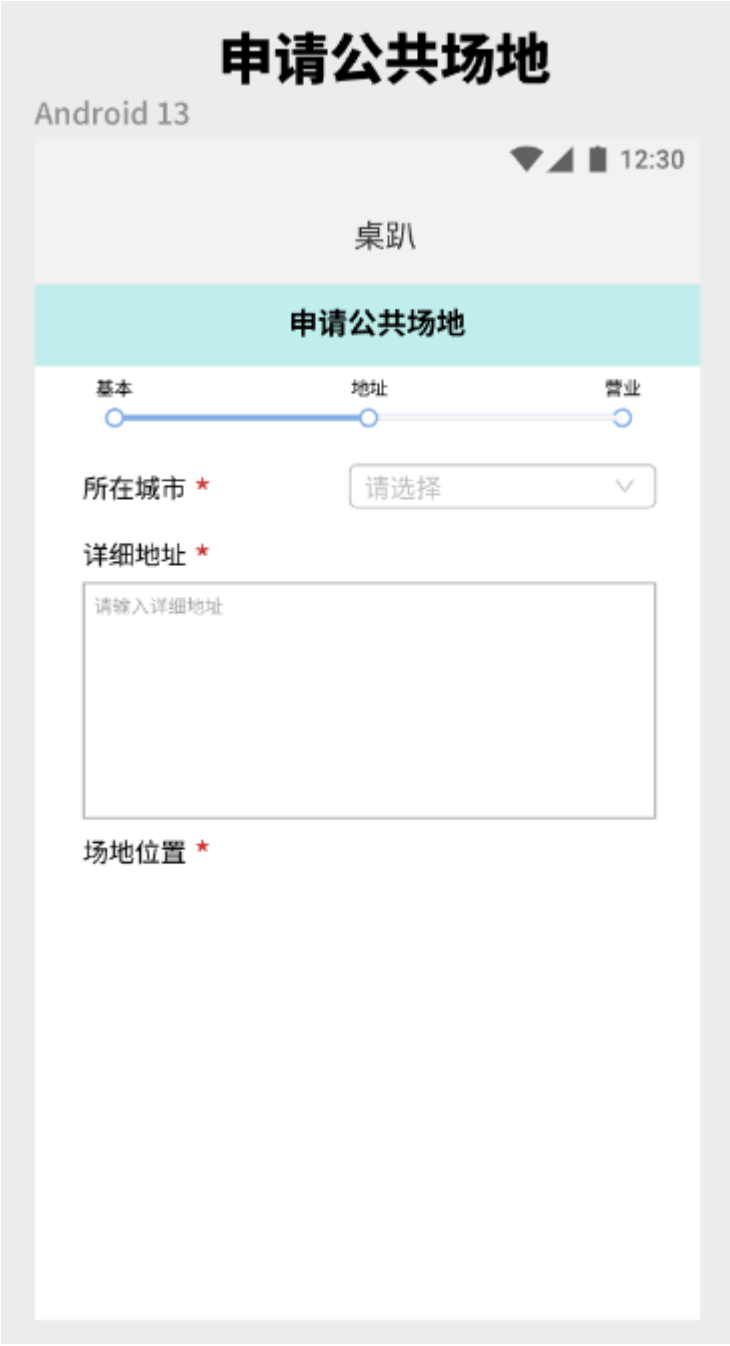 申请公共场地
Android 13
12:30
桌趴
申请公共场地
基本 地址 营业
所在城市 * 请选择
详细地址 *
请输入详细地址
场地位置 *